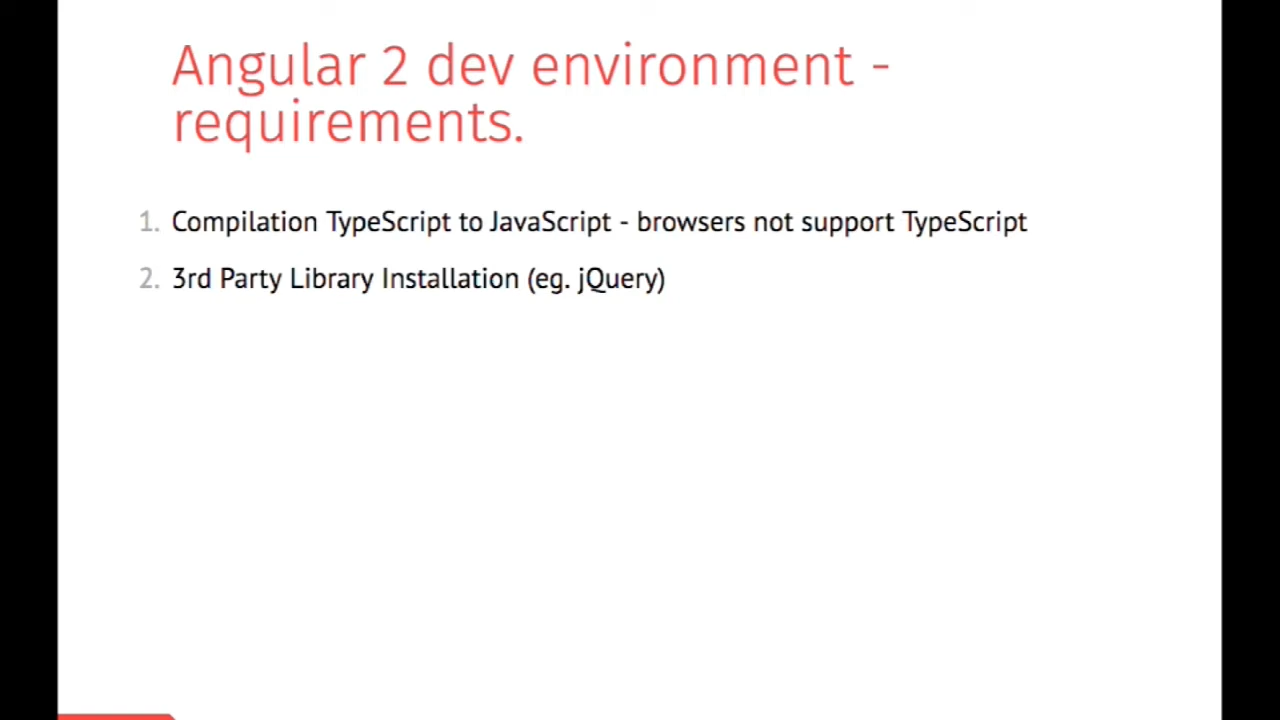 Angular 2 dev environment -
requirements.
1. Compilation TypeScript to JavaScript - browsers not support TypeScript
2. 3rd Party Library Installation (eg. jQuery)